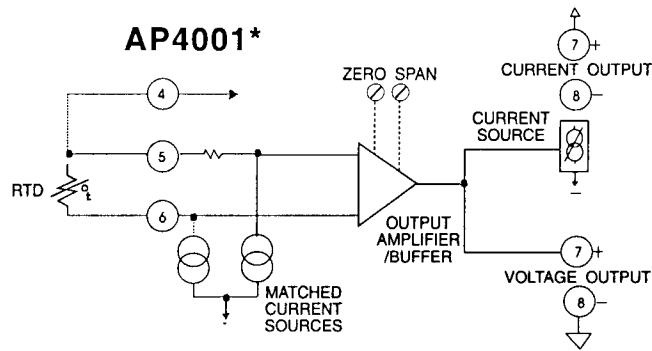 AP4001*
7 +
CURRENT OUTPUT
8 −
ZERO SPAN
4
CURRENT
SOURCE
5
RTD
°t
6
OUTPUT
AMPLIFIER
/BUFFER
7 +
VOLTAGE OUTPUT
8 −
MATCHED
CURRENT
SOURCES